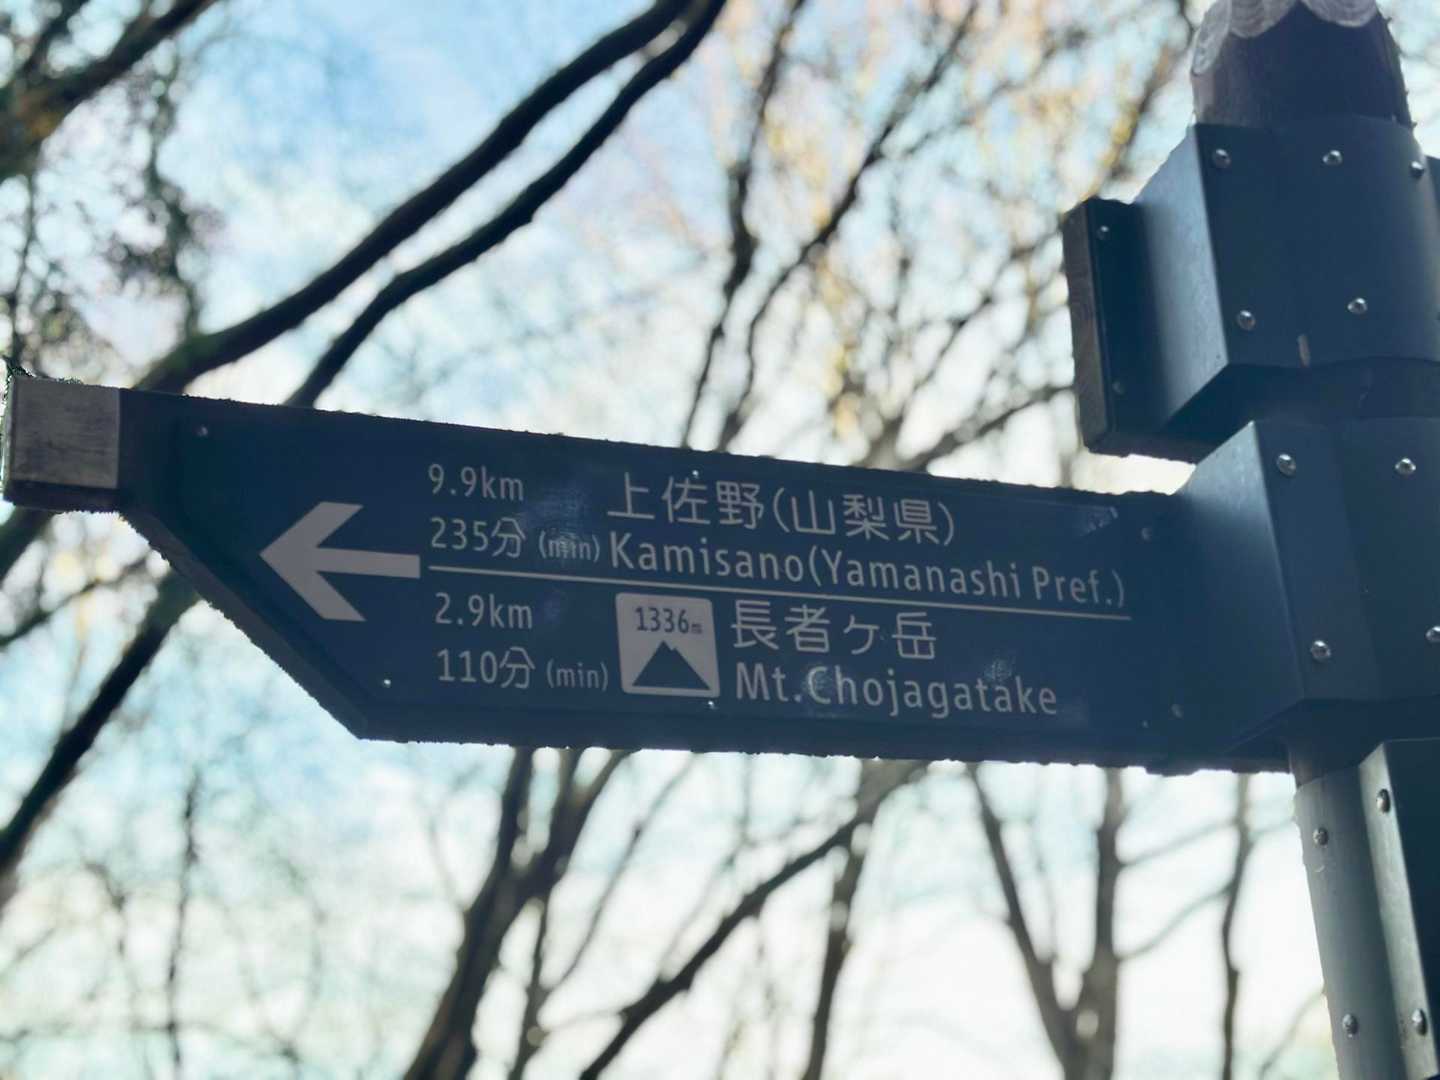 9.9km 上佐野(山梨県)
235分 (min) Kamisano(Yamanashi Pref.)
2.9km 1336m 長者ヶ岳
110分 (min) Mt.Chojagatake